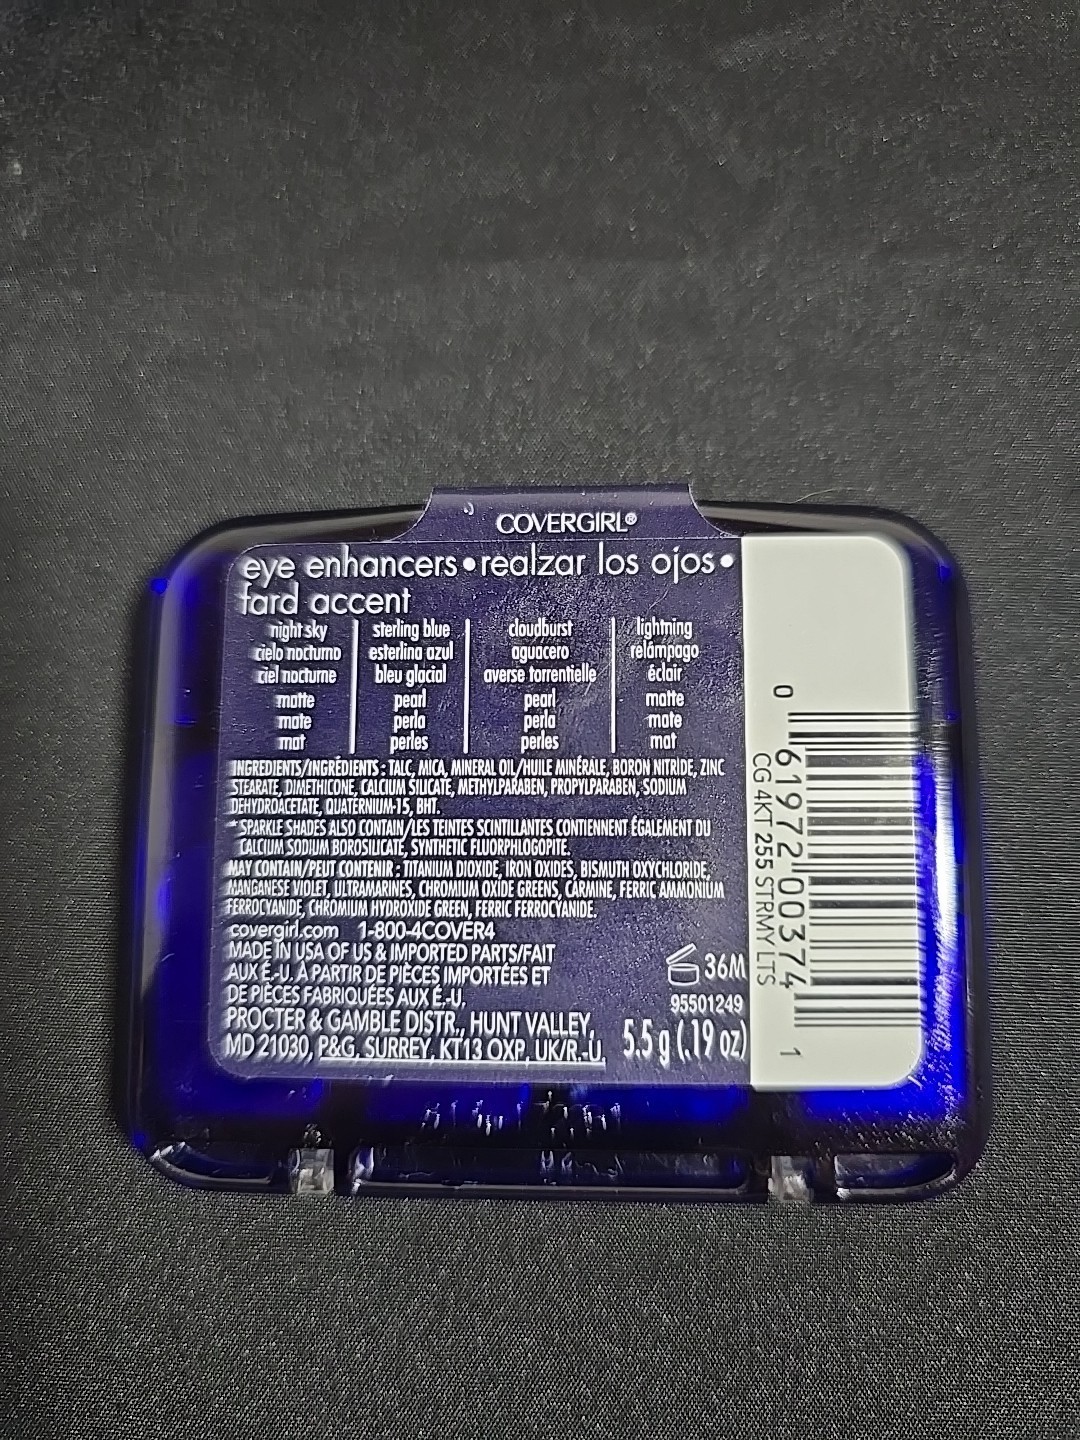 COVERGIRL®
eye enhancers • realzar los ojos •
fard accent
night sky sterling blue cloudburst lightning
cielo nocturno esterlina azul aguacero relámpago
ciel nocturne bleu glacial averse torrentielle éclair
matte pearl pearl matte
mate perla perla mate
mat perles perles mat
INGREDIENTS/INGRÉDIENTS : TALC, MICA, MINERAL OIL/HUILE MINÉRALE, BORON NITRIDE, ZINC
STEARATE, DIMETHICONE, CALCIUM SILICATE, METHYLPARABEN, PROPYLPARABEN, SODIUM
DEHYDROACETATE, QUATERNIUM-15, BHT.
* SPARKLE SHADES ALSO CONTAIN/LES TEINTES SCINTILLANTES CONTIENNENT ÉGALEMENT DU
CALCIUM SODIUM BOROSILICATE, SYNTHETIC FLUORPHLOGOPITE.
MAY CONTAIN/PEUT CONTENIR : TITANIUM DIOXIDE, IRON OXIDES, BISMUTH OXYCHLORIDE,
MANGANESE VIOLET, ULTRAMARINES, CHROMIUM OXIDE GREENS, CARMINE, FERRIC AMMONIUM
FERROCYANIDE, CHROMIUM HYDROXIDE GREEN, FERRIC FERROCYANIDE.
covergirl.com 1-800-4COVER4
MADE IN USA OF US & IMPORTED PARTS/FAIT
AUX É.-U. À PARTIR DE PIÈCES IMPORTÉES ET
DE PIÈCES FABRIQUÉES AUX É.-U.
PROCTER & GAMBLE DISTR., HUNT VALLEY,
MD 21030, P&G, SURREY, KT13 0XP, UK/R.-U.
36M
95501249
5.5 g (.19 oz)
0 61972 00374 1
CG 4KT 255 STRMY LTS